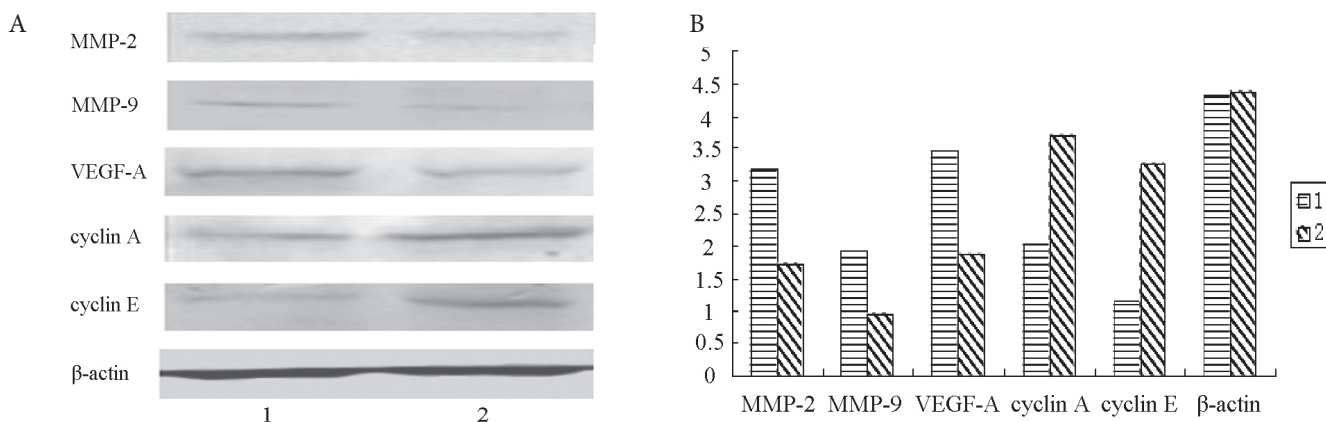 A
MMP-2
MMP-9
VEGF-A
cyclin A
cyclin E
β-actin
1 2
B
5
4.5
4
3.5
3
2.5
2
1.5
1
0.5
0
MMP-2 MMP-9 VEGF-A cyclin A cyclin E β-actin
1
2